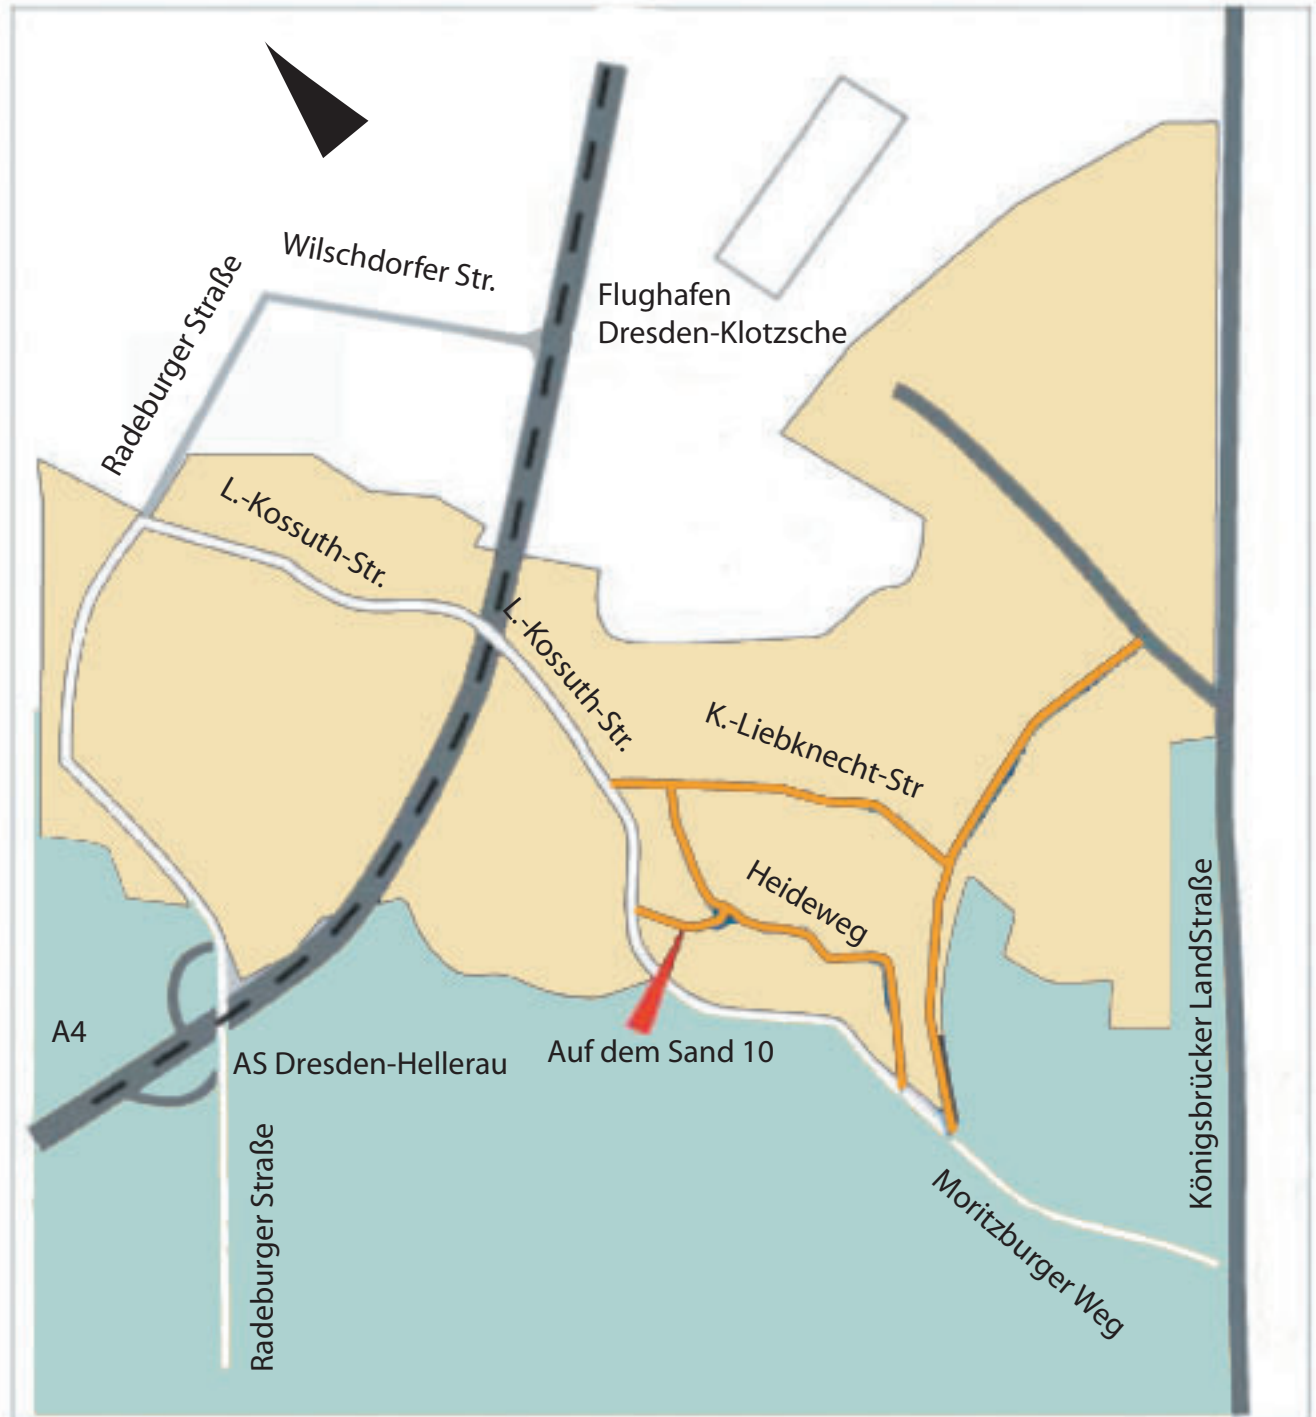 Wilschdorfer Str.
Radeburger Straße
Flughafen
Dresden-Klotzsche
L.-Kossuth-Str.
L.-Kossuth-Str.
K.-Liebknecht-Str
Heideweg
Königsbrücker LandStraße
A4
AS Dresden-Hellerau
Auf dem Sand 10
Radeburger Straße
Moritzburger Weg